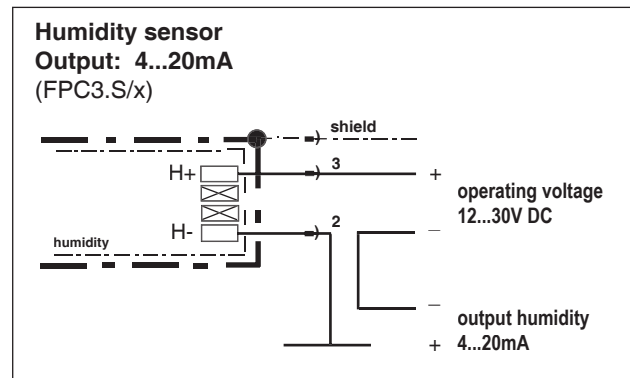 Humidity sensor
Output: 4...20mA
(FPC3.S/x)
shield
H+
3
+
operating voltage
12...30V DC
H-
2
–
humidity
–
output humidity
+
4...20mA